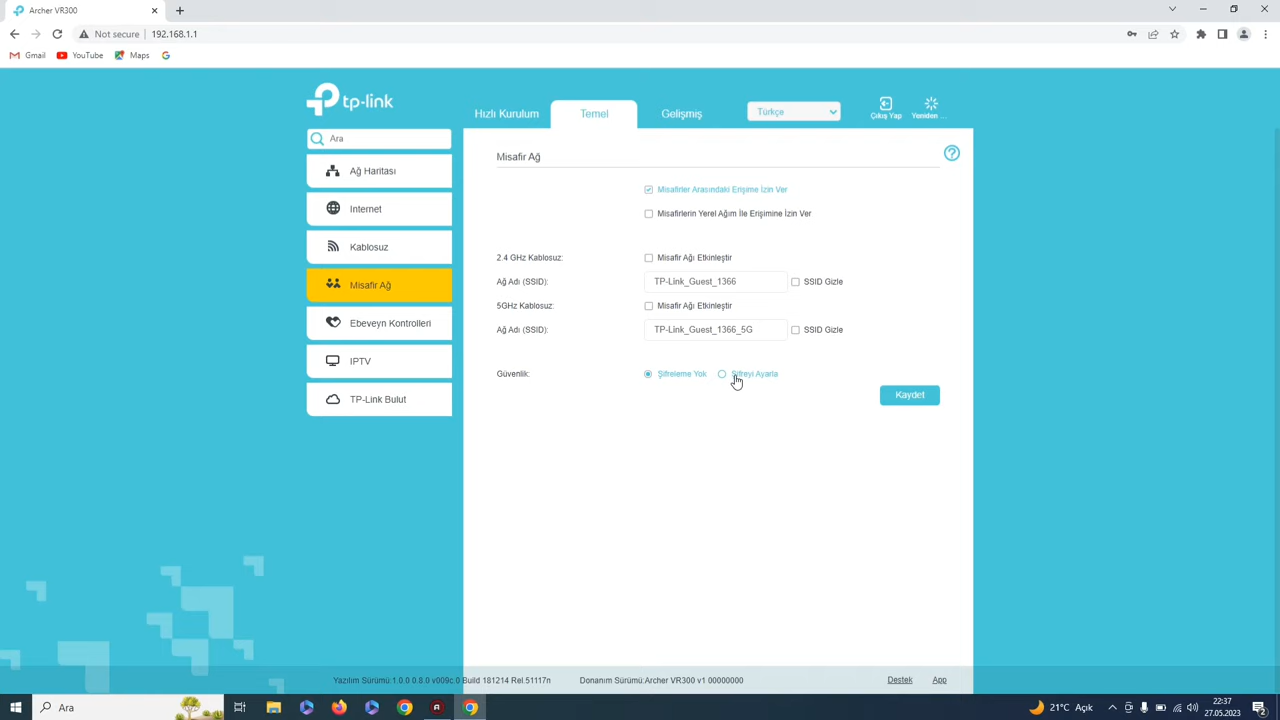 Archer VR300
Not secure 192.168.1.1
Gmail YouTube Maps
tp-link
Hızlı Kurulum Temel Gelişmiş Türkçe Çıkış Yap Yeniden ...
Ara
Ağ Haritası
Internet
Kablosuz
Misafir Ağ
Ebeveyn Kontrolleri
IPTV
TP-Link Bulut
Misafir Ağ
Misafirler Arasındaki Erişime İzin Ver
Misafirlerin Yerel Ağım İle Erişimine İzin Ver
2.4 GHz Kablosuz: Misafir Ağı Etkinleştir
Ağ Adı (SSID): TP-Link_Guest_1366 SSID Gizle
5GHz Kablosuz: Misafir Ağı Etkinleştir
Ağ Adı (SSID): TP-Link_Guest_1366_5G SSID Gizle
Güvenlik: Şifreleme Yok Şifreyi Ayarla
Kaydet
Yazılım Sürümü:1.0.0 0.8.0 v009c.0 Build 181214 Rel.51117n Donanım Sürümü:Archer VR300 v1 00000000 Destek App
Ara 21°C Açık 22:37
27.05.2023 2